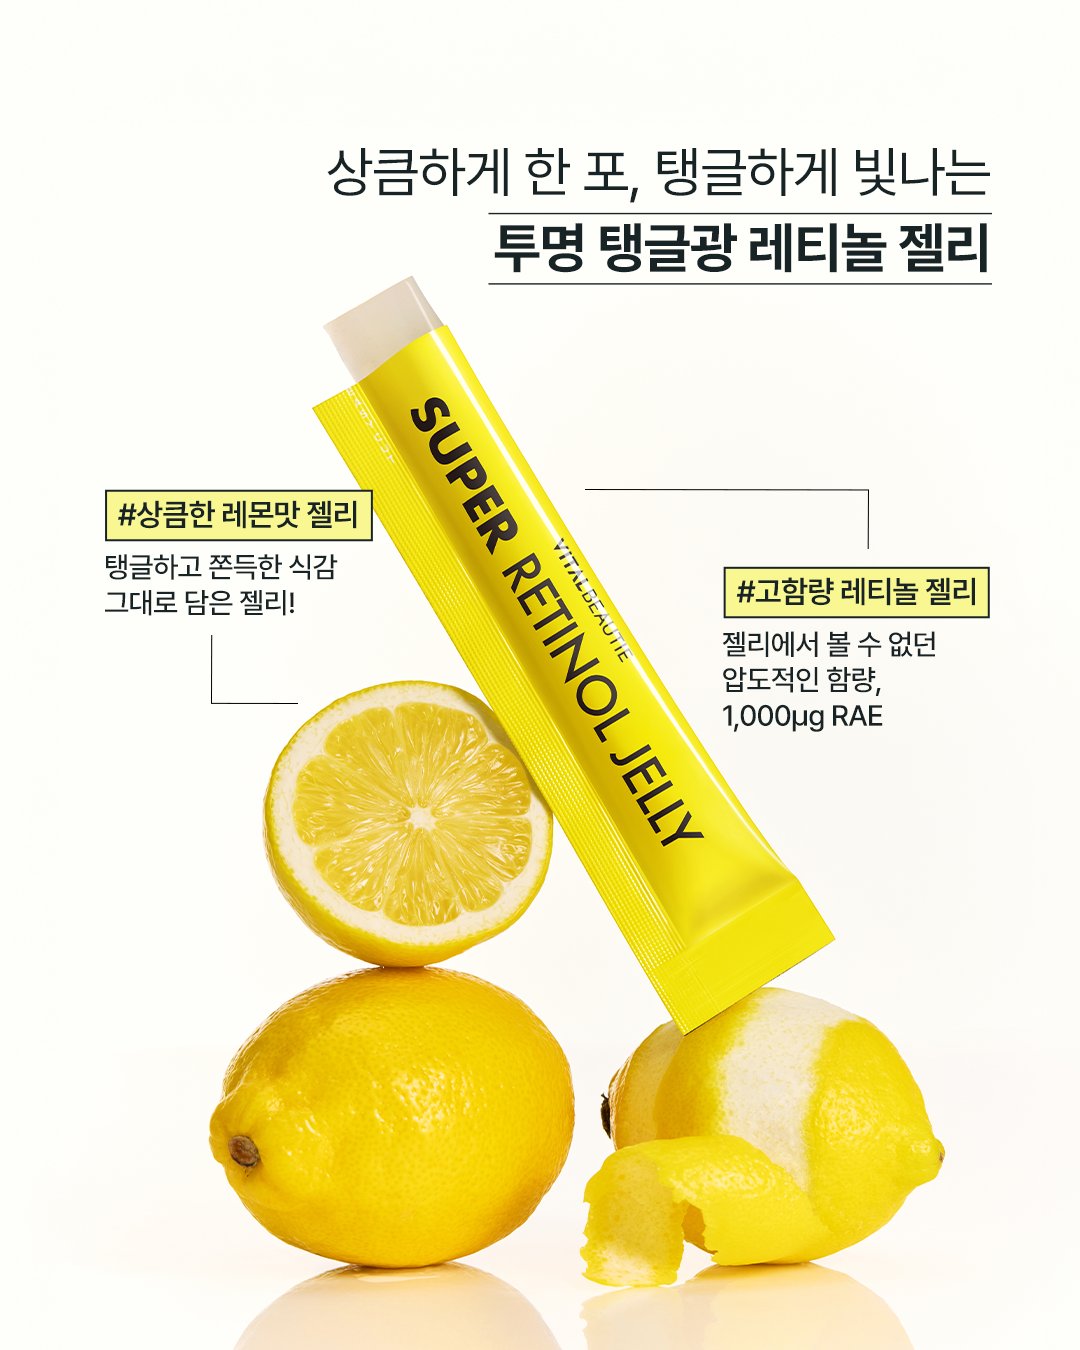 상큼하게 한 포, 탱글하게 빛나는
투명 탱글광 레티놀 젤리
#상큼한 레몬맛 젤리
탱글하고 쫀득한 식감
그대로 담은 젤리!
SUPER RETINOL JELLY
VITALBEAUTIE
#고함량 레티놀 젤리
젤리에서 볼 수 없던
압도적인 함량,
1,000μg RAE